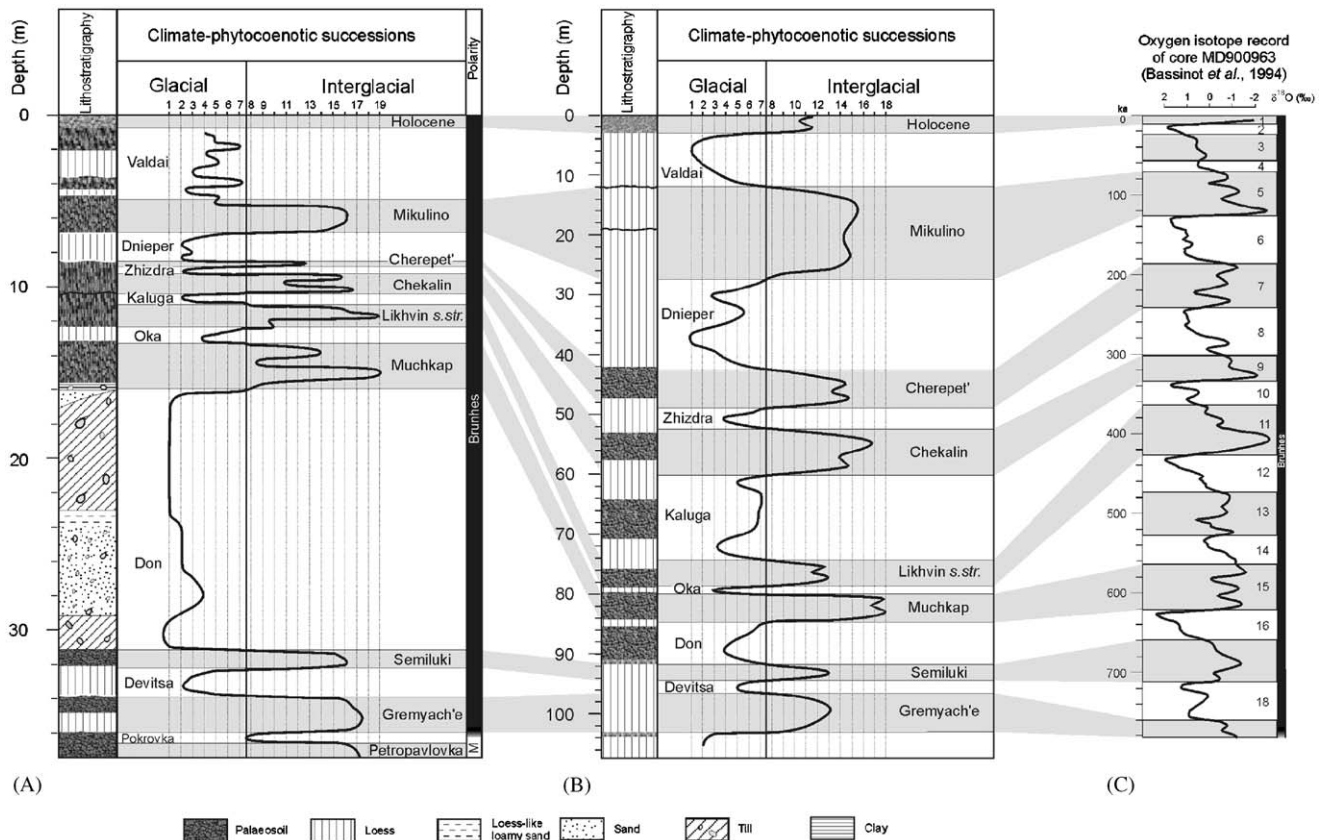 Depth (m)
Lithostratigraphy
Climate-phytocoenotic successions
Polarity
Glacial
Interglacial
1 2 3 4 5 6 7 8 9 11 13 15 17 19
0
10
20
30
Holocene
Valdai
Mikulino
Dnieper
Cherepet'
Zhizdra
Chekalin
Kaluga
Likhvin s.str.
Oka
Muchkap
Brunhes
Don
Semiluki
Devitsa
Gremyach'e
Pokrovka
Petropavlovka
M
(A)
Depth (m)
Lithostratigraphy
Climate-phytocoenotic successions
Glacial
Interglacial
1 2 3 4 5 6 7 8 10 12 14 16 18
0
10
20
30
40
50
60
70
80
90
100
Holocene
Valdai
Mikulino
Dnieper
Cherepet'
Zhizdra
Chekalin
Kaluga
Likhvin s.str.
Oka
Muchkap
Don
Semiluki
Devitsa
Gremyach'e
(B)
Oxygen isotope record
of core MD900963
(Bassinot et al., 1994)
ka
2 1 0 -1 -2 δ18O (‰)
0
100
200
300
400
500
600
700
1
2
3
4
5
6
7
8
9
10
11
12
13
14
15
16
18
Brunhes
(C)
Palaeosoil
Loess
Loess-like
loamy sand
Sand
Till
Clay